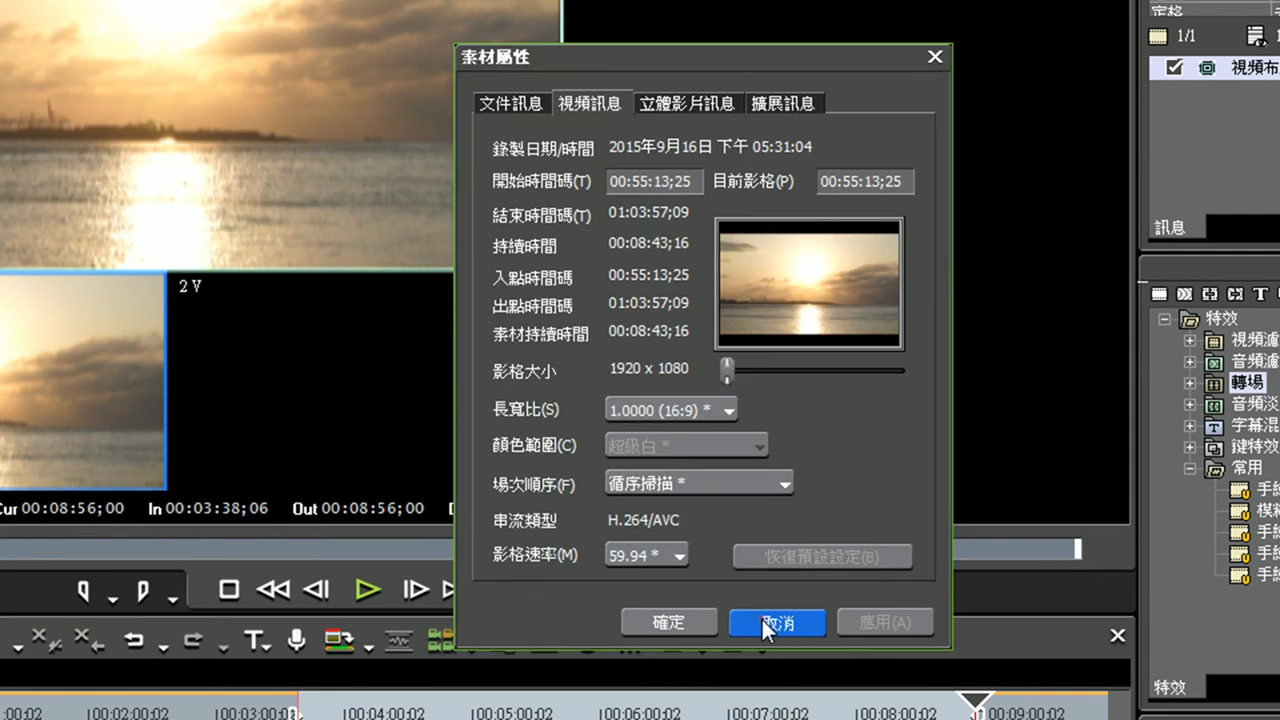 素材屬性
文件訊息 視頻訊息 立體影片訊息 擴展訊息
錄製日期/時間 2015年9月16日 下午 05:31:04
開始時間碼(T) 00:55:13;25 目前影格(P) 00:55:13;25
結束時間碼(T) 01:03:57;09
持續時間 00:08:43;16
入點時間碼 00:55:13;25
出點時間碼 01:03:57;09
素材持續時間 00:08:43;16
影格大小 1920 x 1080
長寬比(S) 1.0000 (16:9) *
顏色範圍(C) 超級白 *
場次順序(F) 循序掃描 *
串流類型 H.264/AVC
影格速率(M) 59.94 * 恢復預設設定(B)
確定 取消 應用(A)
2 V
Cur 00:08:56;00 In 00:03:38;06 Out 00:08:56;00
:00;02 00:02:00;02 00:03:00;0 00:04:00;02 00:05:00;02 00:06:00;02 00:07:00;02 00:08:00;02 00:09:00;02
定格
1/1
視頻布
訊息
特效
視頻濾
音頻濾
轉場
音頻淡
字幕混
鍵特效
常用
手繪
模糊
手繪
手繪
手繪
特效